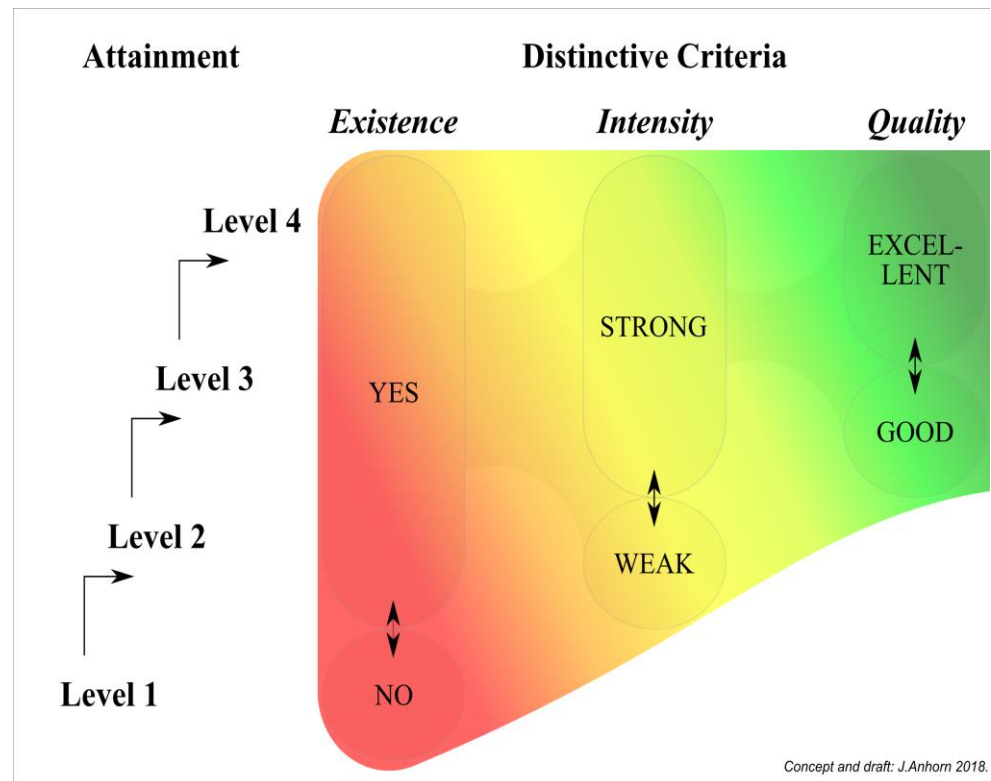 Attainment
Distinctive Criteria
Existence
Intensity
Quality
Level 4
EXCEL-
LENT
STRONG
Level 3
YES
GOOD
Level 2
WEAK
Level 1
NO
Concept and draft: J.Anhorn 2018.